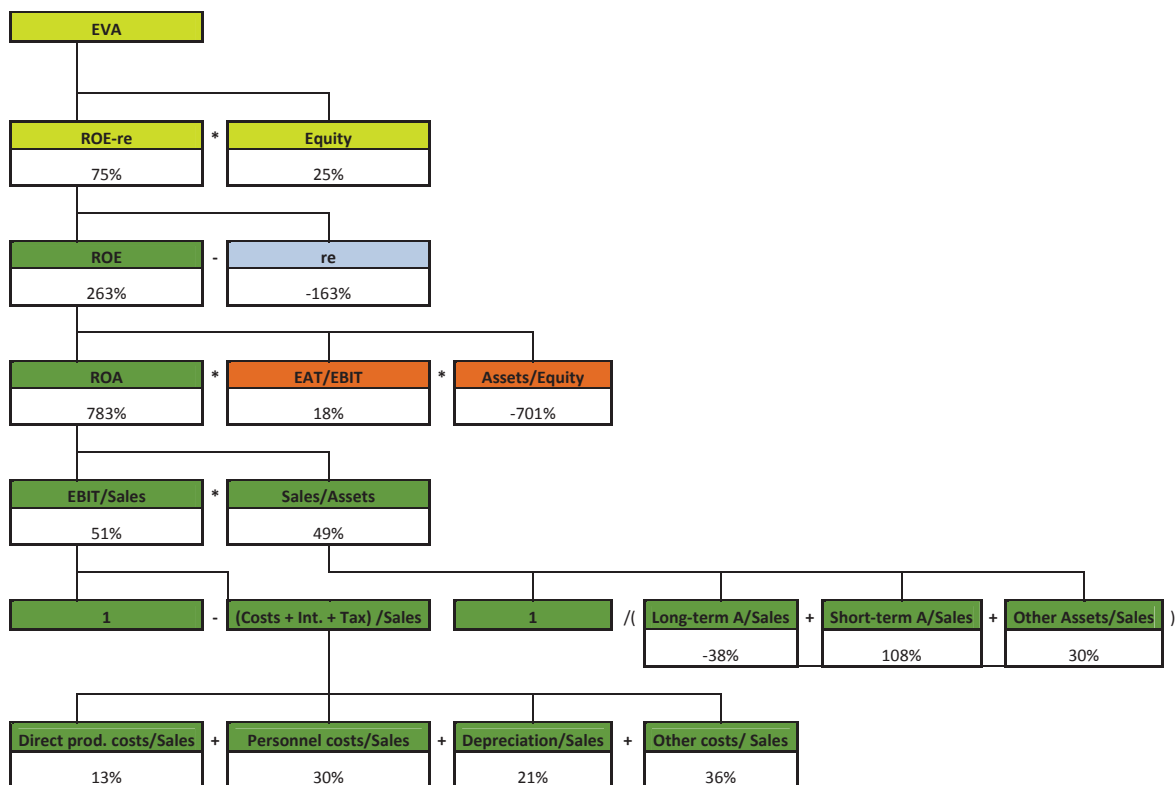 EVA
ROE-re * Equity
75% 25%
ROE - re
263% -163%
ROA * EAT/EBIT * Assets/Equity
783% 18% -701%
EBIT/Sales * Sales/Assets
51% 49%
1 - (Costs + Int. + Tax) /Sales 1 /( Long-term A/Sales + Short-term A/Sales + Other Assets/Sales )
-38% 108% 30%
Direct prod. costs/Sales + Personnel costs/Sales + Depreciation/Sales + Other costs/ Sales
13% 30% 21% 36%